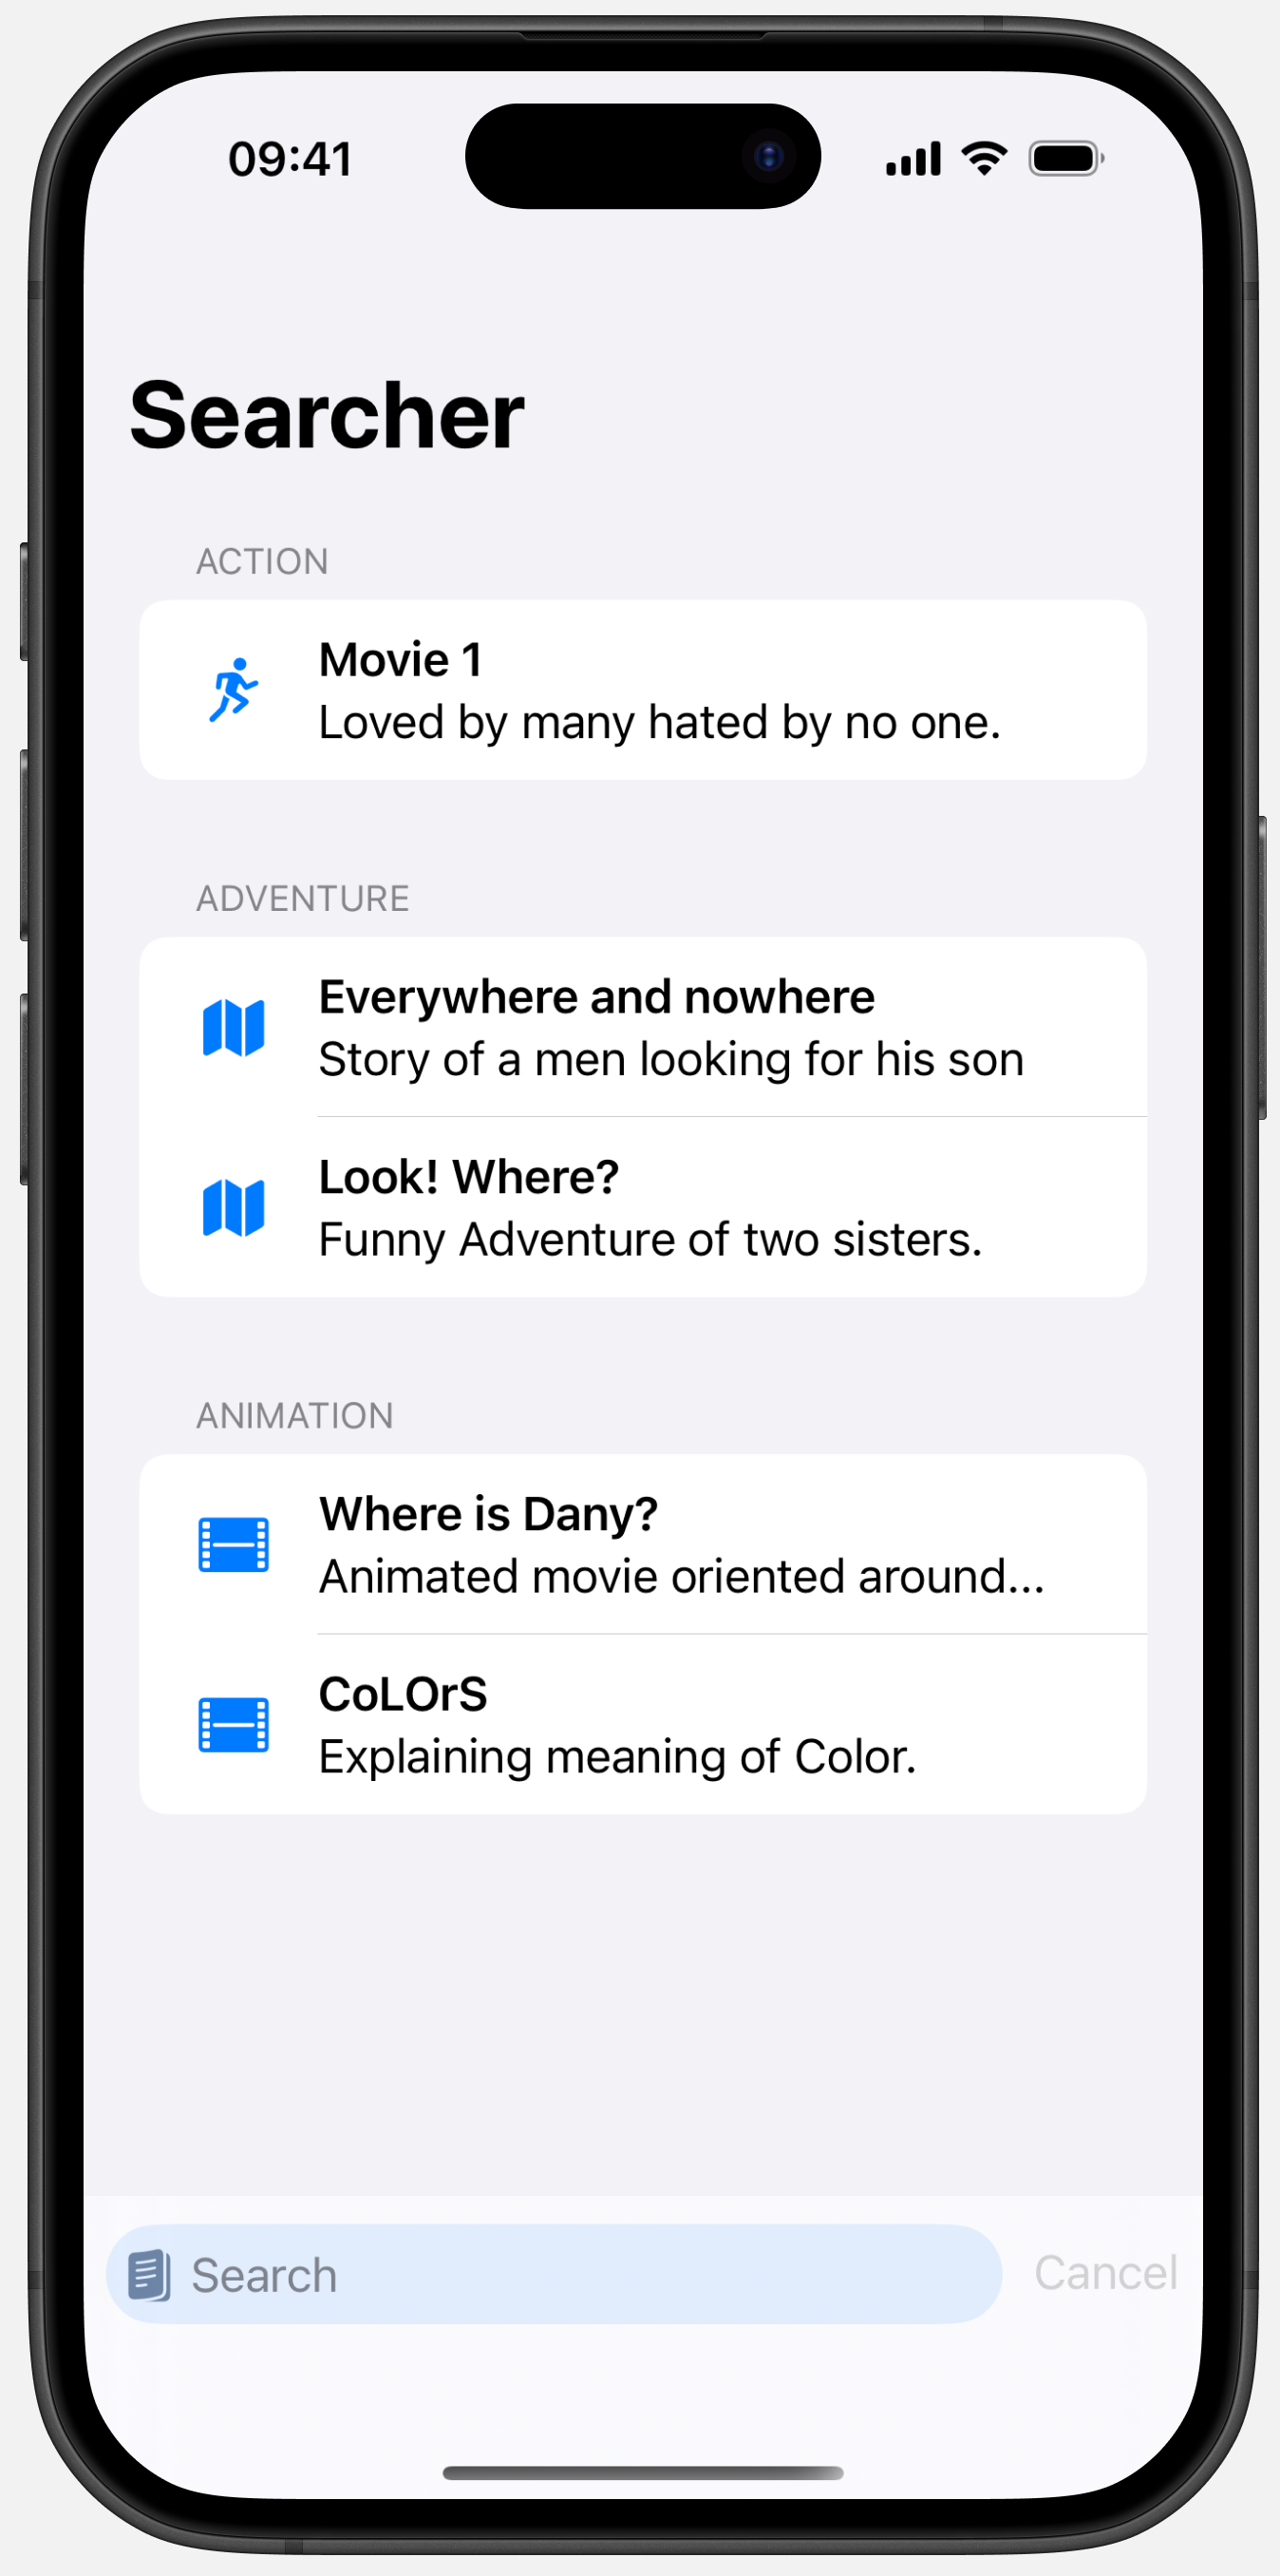 09:41
Searcher
ACTION
Movie 1
Loved by many hated by no one.
ADVENTURE
Everywhere and nowhere
Story of a men looking for his son
Look! Where?
Funny Adventure of two sisters.
ANIMATION
Where is Dany?
Animated movie oriented around...
CoLOrS
Explaining meaning of Color.
Search
Cancel